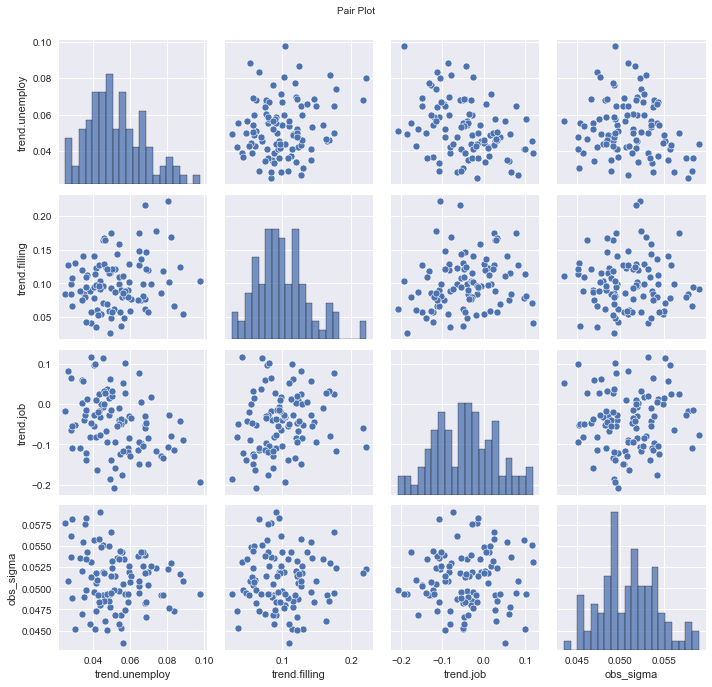 Pair Plot
0.10
0.08
0.06
0.04
trend.unemploy
0.20
0.15
0.10
0.05
trend.filling
0.1
0.0
−0.1
−0.2
trend.job
0.0575
0.0550
0.0525
0.0500
0.0475
0.0450
obs_sigma
0.04 0.06 0.08 0.10
0.1 0.2
−0.2 −0.1 0.0 0.1
0.045 0.050 0.055
trend.unemploy
trend.filling
trend.job
obs_sigma